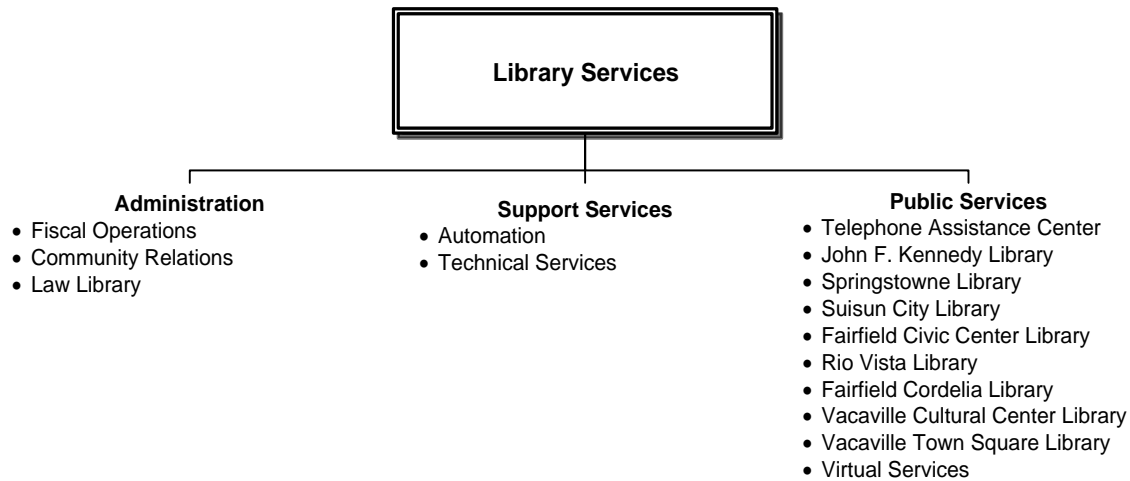 Library Services
Administration
• Fiscal Operations
• Community Relations
• Law Library
Support Services
• Automation
• Technical Services
Public Services
• Telephone Assistance Center
• John F. Kennedy Library
• Springstowne Library
• Suisun City Library
• Fairfield Civic Center Library
• Rio Vista Library
• Fairfield Cordelia Library
• Vacaville Cultural Center Library
• Vacaville Town Square Library
• Virtual Services